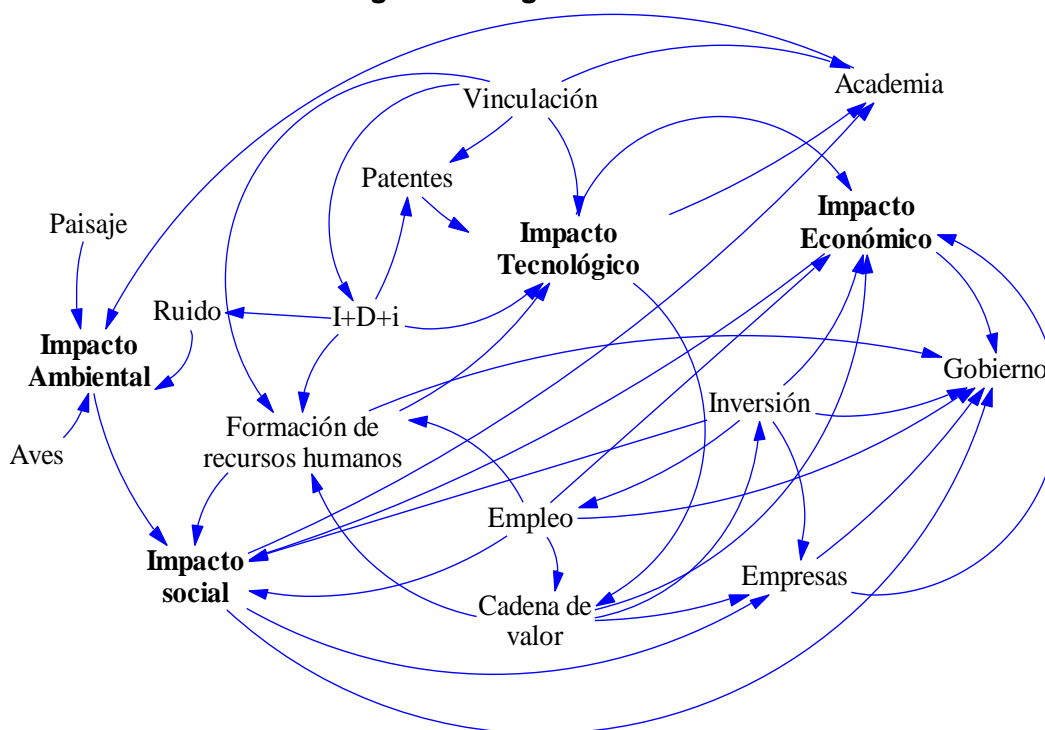 Academia
Vinculación
Patentes
Paisaje
Impacto
Económico
Impacto
Tecnológico
Ruido
I+D+i
Impacto
Ambiental
Gobierno
Inversión
Formación de
recursos humanos
Aves
Empleo
Impacto
social
Empresas
Cadena de
valor